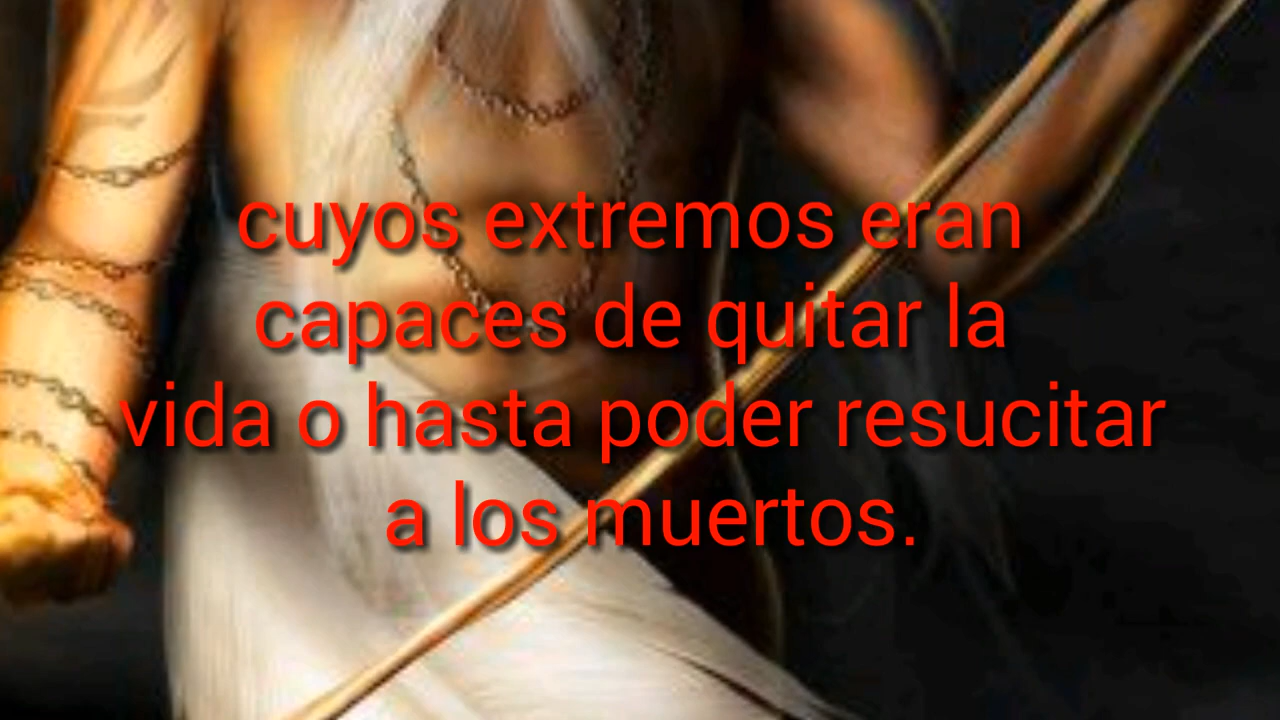 cuyos extremos eran
capaces de quitar la
vida o hasta poder resucitar
a los muertos.